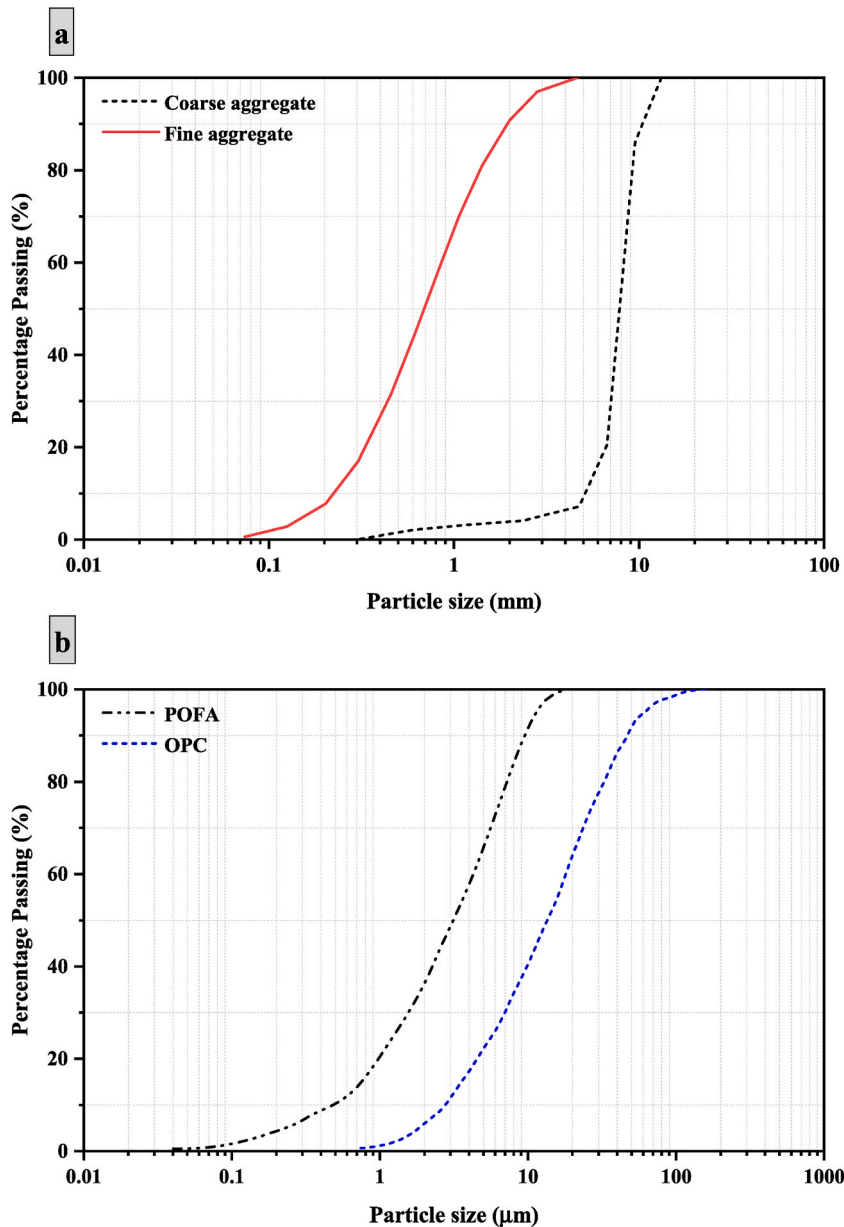 a
100
80
60
40
20
0
Percentage Passing (%)
Coarse aggregate
Fine aggregate
0.01 0.1 1 10 100
Particle size (mm)
b
100
80
60
40
20
0
Percentage Passing (%)
POFA
OPC
0.01 0.1 1 10 100 1000
Particle size (μm)